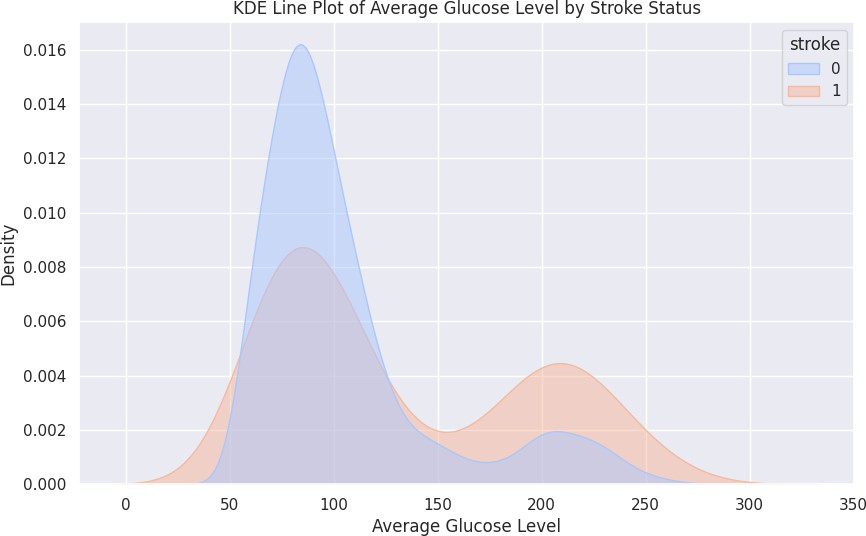 KDE Line Plot of Average Glucose Level by Stroke Status
stroke
0
1
0.016
0.014
0.012
0.010
0.008
0.006
0.004
0.002
0.000
Density
0 50 100 150 200 250 300 350
Average Glucose Level